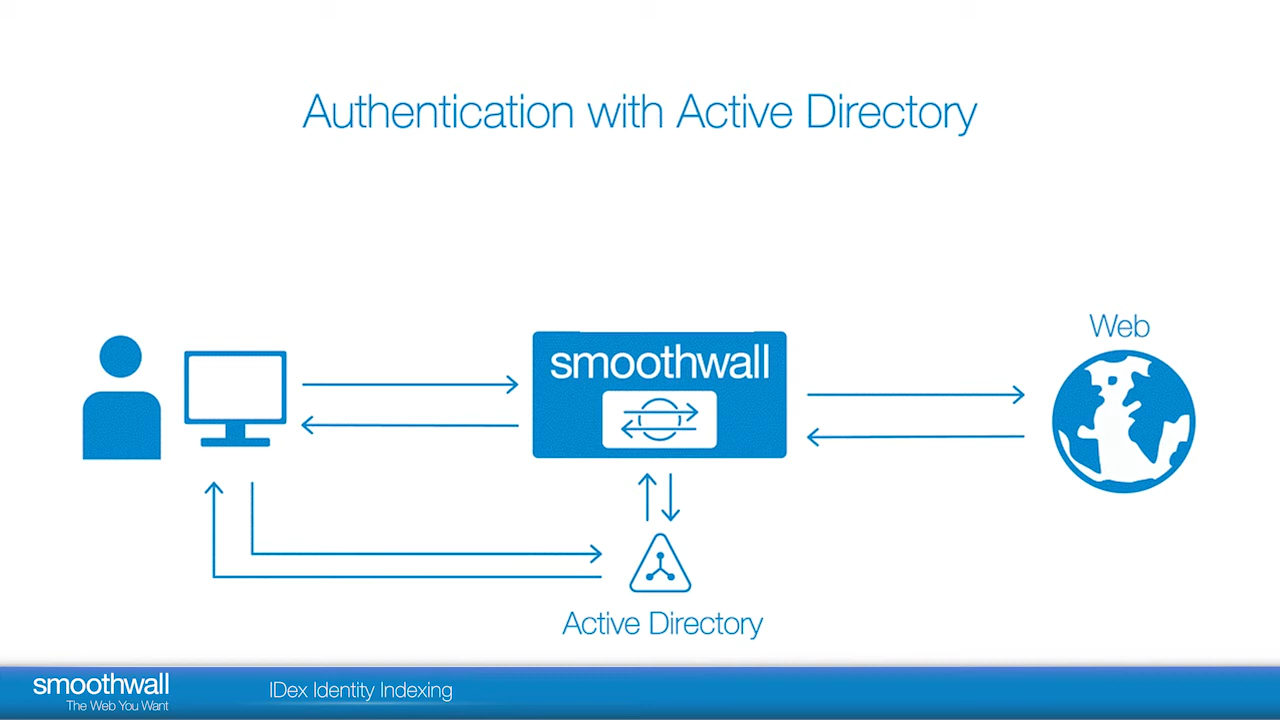 Authentication with Active Directory
Web
smoothwall
Active Directory
smoothwall
The Web You Want
IDex Identity Indexing